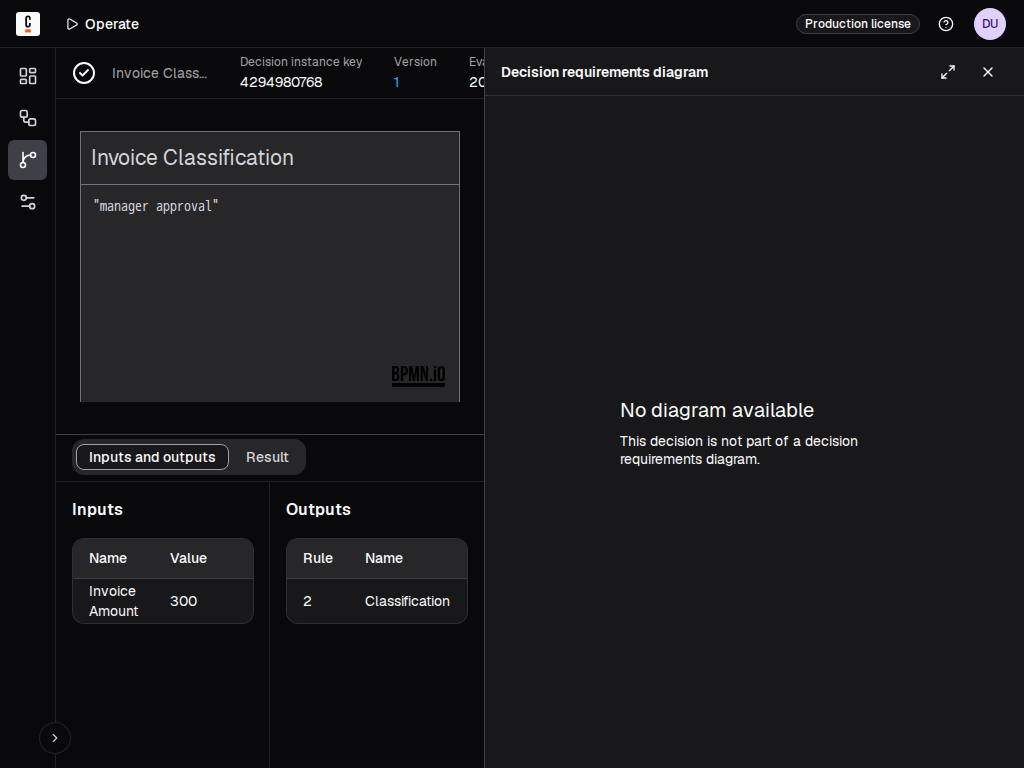 Operate
Production license
DU
Invoice Class...
Decision instance key
4294980768
Version
1
Decision requirements diagram
Invoice Classification
"manager approval"
BPMN.iO
No diagram available
This decision is not part of a decision
requirements diagram.
Inputs and outputs
Result
Inputs
Name Value
Invoice
Amount
300
Outputs
Rule Name
2 Classification